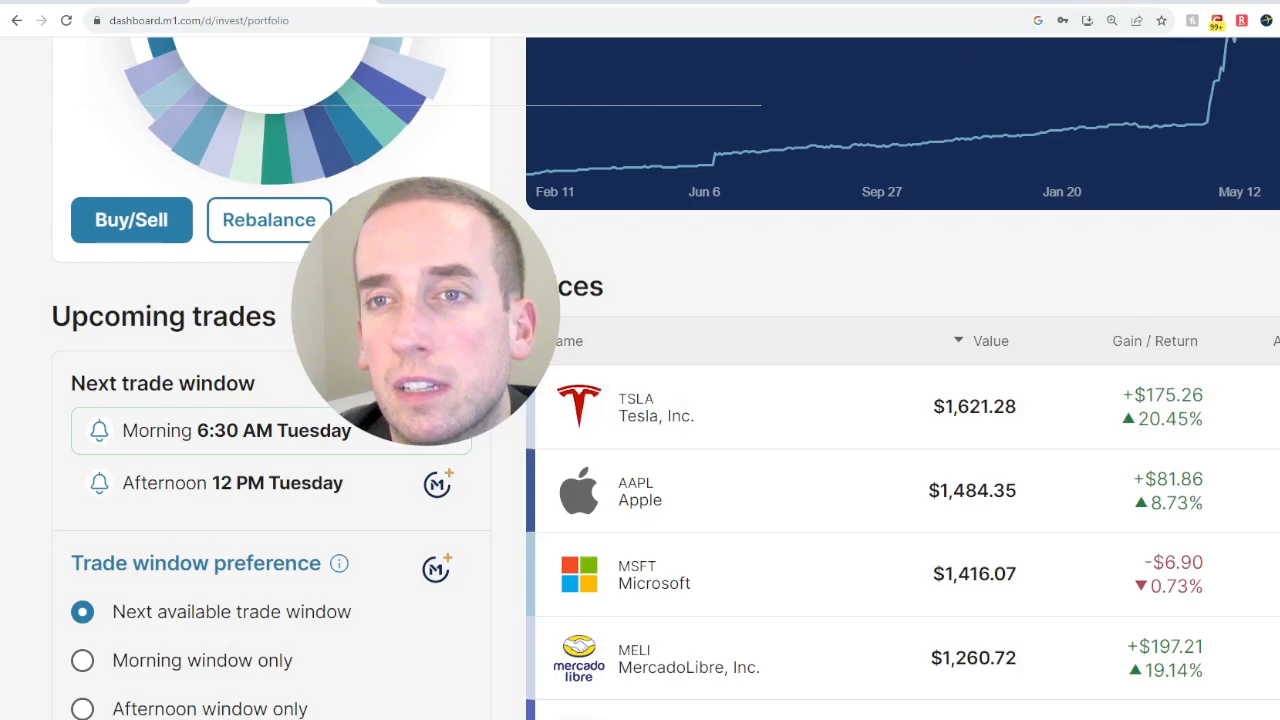 dashboard.m1.com/d/invest/portfolio
99+
Buy/Sell
Rebalance
Feb 11
Jun 6
Sep 27
Jan 20
May 12
Upcoming trades
Next trade window
Morning 6:30 AM Tuesday
Afternoon 12 PM Tuesday
M+
Trade window preference
M+
Next available trade window
Morning window only
Afternoon window only
Value
Gain / Return
TSLA
Tesla, Inc.
$1,621.28
+$175.26
▲20.45%
AAPL
Apple
$1,484.35
+$81.86
▲8.73%
MSFT
Microsoft
$1,416.07
-$6.90
▼0.73%
mercado
libre
MELI
MercadoLibre, Inc.
$1,260.72
+$197.21
▲19.14%